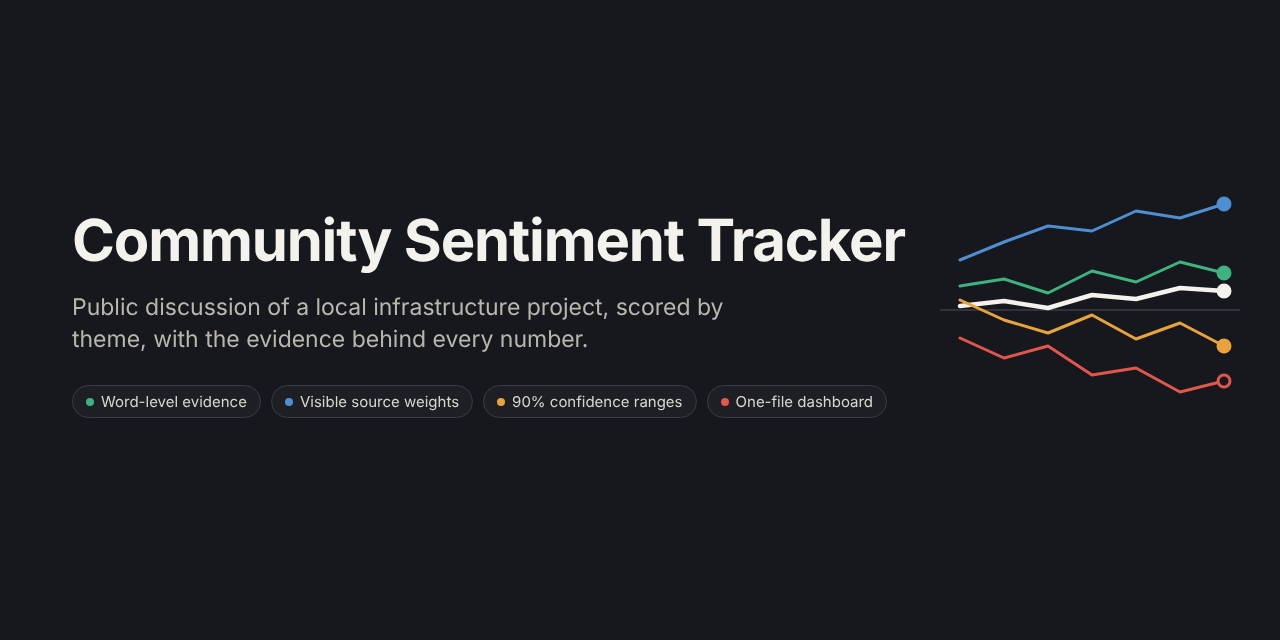 Community Sentiment Tracker
Public discussion of a local infrastructure project, scored by
theme, with the evidence behind every number.
Word-level evidence
Visible source weights
90% confidence ranges
One-file dashboard